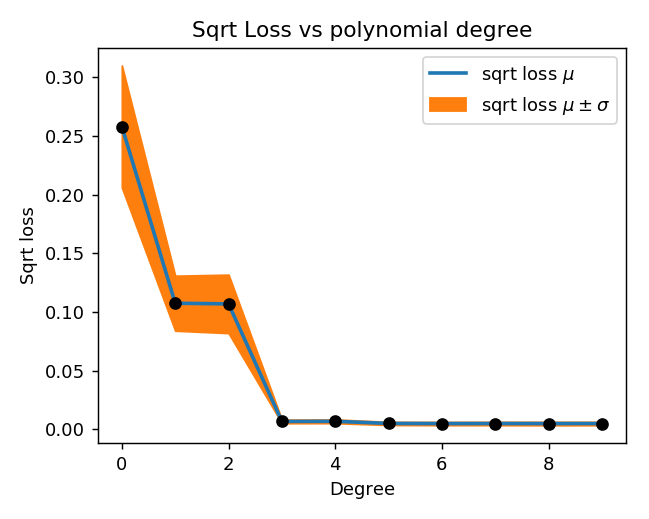 Sqrt Loss vs polynomial degree
sqrt loss μ
sqrt loss μ ± σ
0.30
0.25
0.20
0.15
0.10
0.05
0.00
Sqrt loss
0 2 4 6 8
Degree